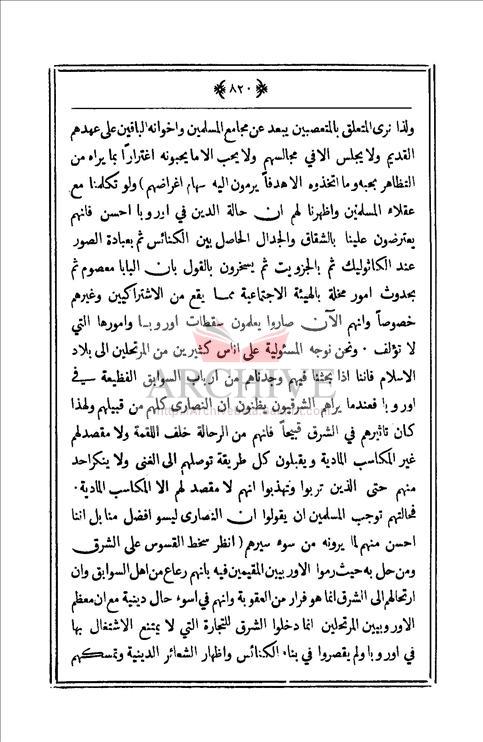 ﴿ ٨٢٠ ﴾
ولذا نرى المتعلق بالمتعصبين يبعد عن مجامع المسلمين واخوانه الباقين على عهدهم
القديم ولا يجلس الا في مجالسهم ولا يحب الا ما يحبونه اغترارًا بما يراه من
التظاهر بحبه وما اتخذوه الا هدفاً يرمون اليه سهام اغراضهم ) ولو تكلمنا مع
عقلاء المسلمين واظهرنا لهم ان حالة الدين في اوروبا احسن فانهم
يعترضون علينا بالشقاق والجدال الحاصل بين الكنائس ثم بعبادة الصور
عند الكاثوليك ثم بالجزويت ثم يسخرون بالقول بان البابا معصوم ثم
بحدوث امور مخلة بالهيئة الاجتماعية مما يقع من الاشتراكيين وغيرهم
خصوصاً وانهم الآن صاروا يعلمون سقطات اوروبا وامورها التي
لا تؤلف ٠ ونحن نوجه المسئولية على اناس كثيرين من المرتحلين الى بلاد
الاسلام فاننا اذا بحثنا فيهم وجدناهم من ارباب السوابق الفظيعة في
اوروبا فعندما يراهم الشرقيون يظنون ان النصارى كلهم من قبيلهم ولهذا
كان تأثيرهم في الشرق قبيحاً فانهم من الرحالة خلف اللقمة ولا مقصد لهم
غير المكاسب المادية ويقبلون كل طريقة توصلهم الى الغنى ولا ينكر احد
منهم حتى الذين تربوا وتهذبوا انهم لا مقصد لهم الا المكاسب المادية ٠
فحالتهم توجب المسلمين ان يقولوا ان النصارى ليسو افضل منا بل اننا
احسن منهم لما يرونه من سوء سيرهم ( انظر سخط القسوس على الشرق
ومن حل به حيث رموا الاوربيين المقيمين فيه بانهم رعاع من اهل السوابق وان
ارتحالهم الى الشرق انما هو فرار من العقوبة وانهم في اسوء حال دينية مع ان معظم
الاوروبيين المرتحلين انما دخلوا الشرق للتجارة التي لا يمتنع الاشتغال بها
في اوروبا ولم يقصروا في بناء الكنائس واظهار الشعائر الدينية وتمسكهم
ARCHIVE